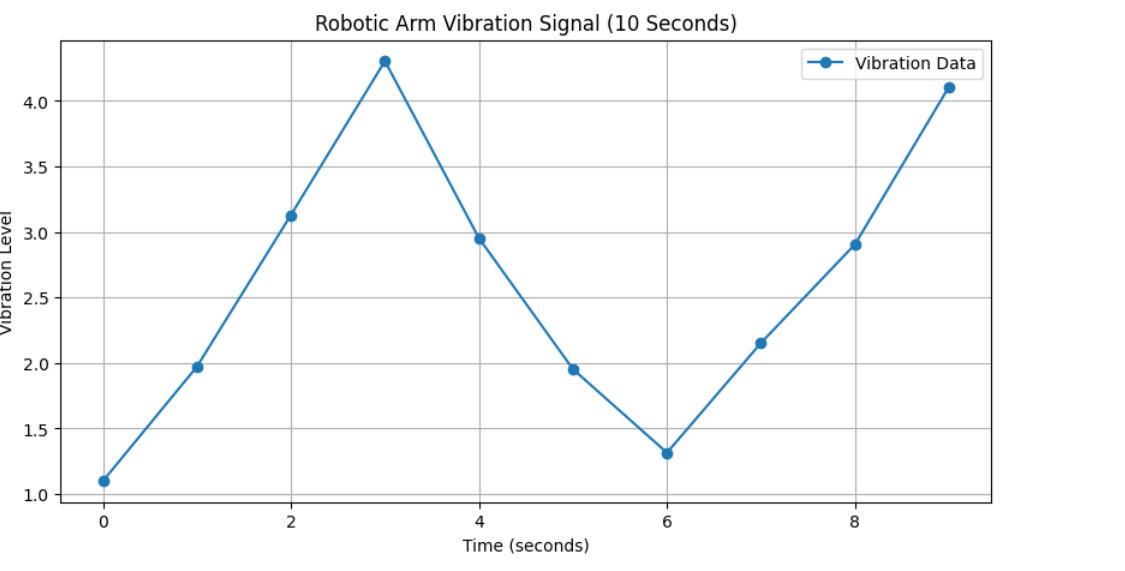 Robotic Arm Vibration Signal (10 Seconds)
Vibration Data
Vibration Level
4.0
3.5
3.0
2.5
2.0
1.5
1.0
0 2 4 6 8
Time (seconds)